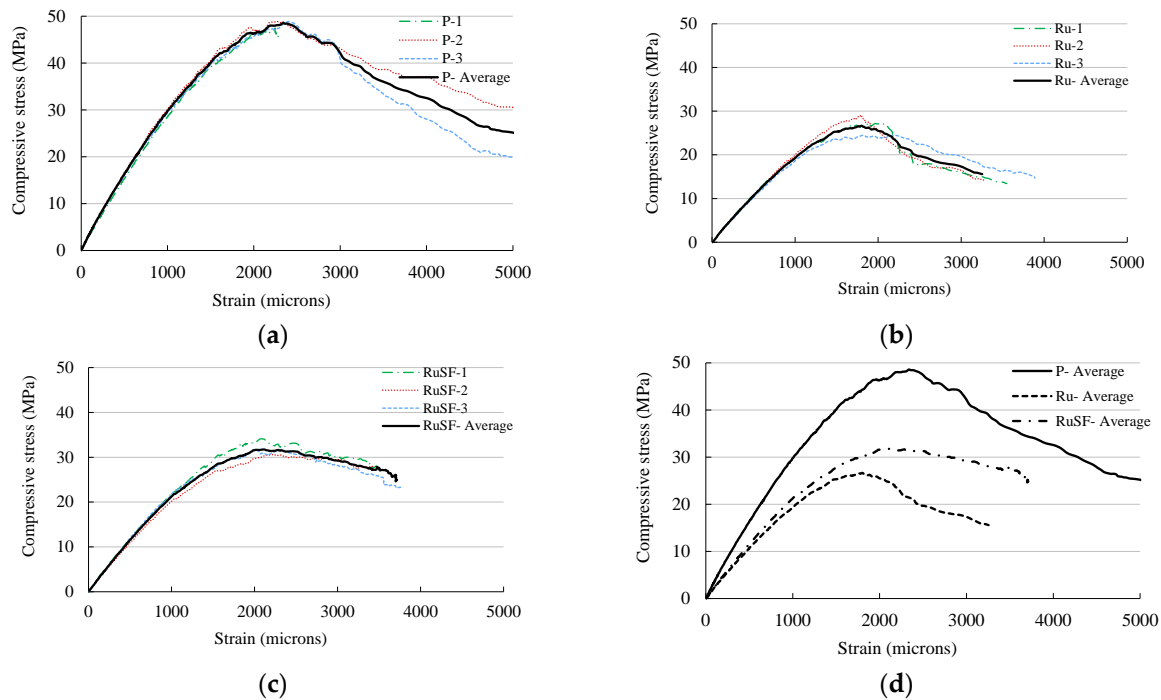 50
40
30
20
10
0
Compressive stress (MPa)
P-1
P-2
P-3
P- Average
0 1000 2000 3000 4000 5000
Strain (microns)
(a)
50
40
30
20
10
0
Compressive stress (MPa)
Ru-1
Ru-2
Ru-3
Ru- Average
0 1000 2000 3000 4000 5000
Strain (microns)
(b)
50
40
30
20
10
0
Compressive stress (MPa)
RuSF-1
RuSF-2
RuSF-3
RuSF- Average
0 1000 2000 3000 4000 5000
Strain (microns)
(c)
50
40
30
20
10
0
Compressive stress (MPa)
P- Average
Ru- Average
RuSF- Average
0 1000 2000 3000 4000 5000
Strain (microns)
(d)